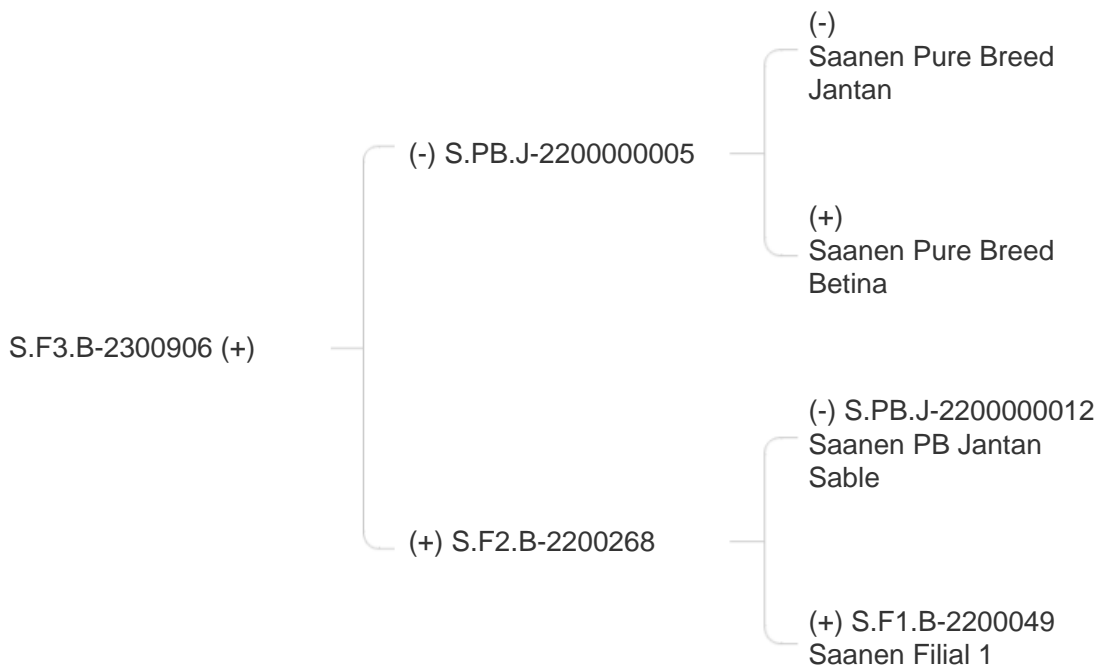 (-)
Saanen Pure Breed
Jantan
(-) S.PB.J-2200000005
(+)
Saanen Pure Breed
Betina
S.F3.B-2300906 (+)
(-) S.PB.J-2200000012
Saanen PB Jantan
Sable
(+) S.F2.B-2200268
(+) S.F1.B-2200049
Saanen Filial 1